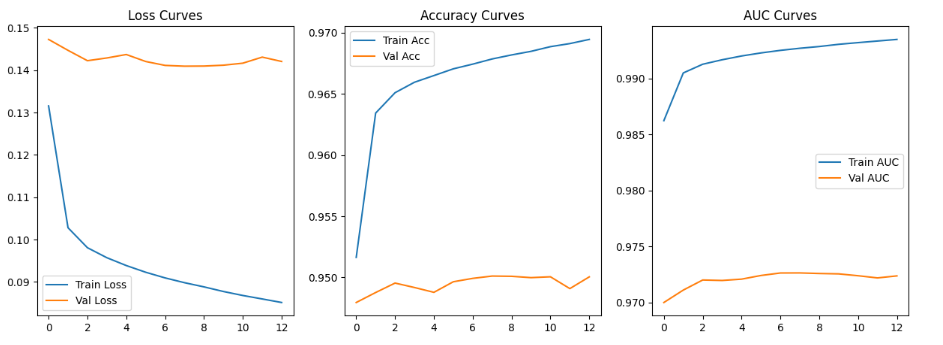 Loss Curves
0.15
0.14
0.13
0.12
0.11
0.10
0.09
0 2 4 6 8 10 12
Train Loss
Val Loss
Accuracy Curves
0.970
0.965
0.960
0.955
0.950
0 2 4 6 8 10 12
Train Acc
Val Acc
AUC Curves
0.990
0.985
0.980
0.975
0.970
0 2 4 6 8 10 12
Train AUC
Val AUC